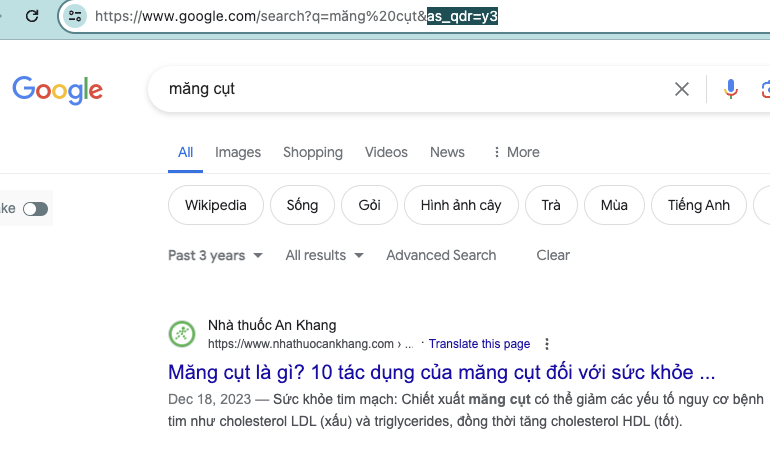 https://www.google.com/search?q=măng%20cụt&as_qdr=y3
Google
măng cụt
All Images Shopping Videos News More
Wikipedia Sống Gỏi Hình ảnh cây Trà Mùa Tiếng Anh
Past 3 years All results Advanced Search Clear
Nhà thuốc An Khang
https://www.nhathuocankhang.com › ... · Translate this page
Măng cụt là gì? 10 tác dụng của măng cụt đối với sức khỏe ...
Dec 18, 2023 — Sức khỏe tim mạch: Chiết xuất măng cụt có thể giảm các yếu tố nguy cơ bệnh
tim như cholesterol LDL (xấu) và triglycerides, đồng thời tăng cholesterol HDL (tốt).